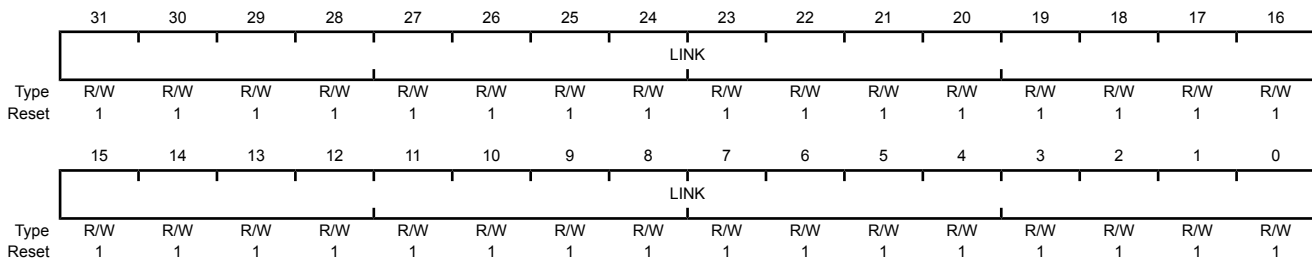 31 30 29 28 27 26 25 24 23 22 21 20 19 18 17 16
LINK
Type R/W R/W R/W R/W R/W R/W R/W R/W R/W R/W R/W R/W R/W R/W R/W R/W
Reset 1 1 1 1 1 1 1 1 1 1 1 1 1 1 1 1
15 14 13 12 11 10 9 8 7 6 5 4 3 2 1 0
LINK
Type R/W R/W R/W R/W R/W R/W R/W R/W R/W R/W R/W R/W R/W R/W R/W R/W
Reset 1 1 1 1 1 1 1 1 1 1 1 1 1 1 1 1